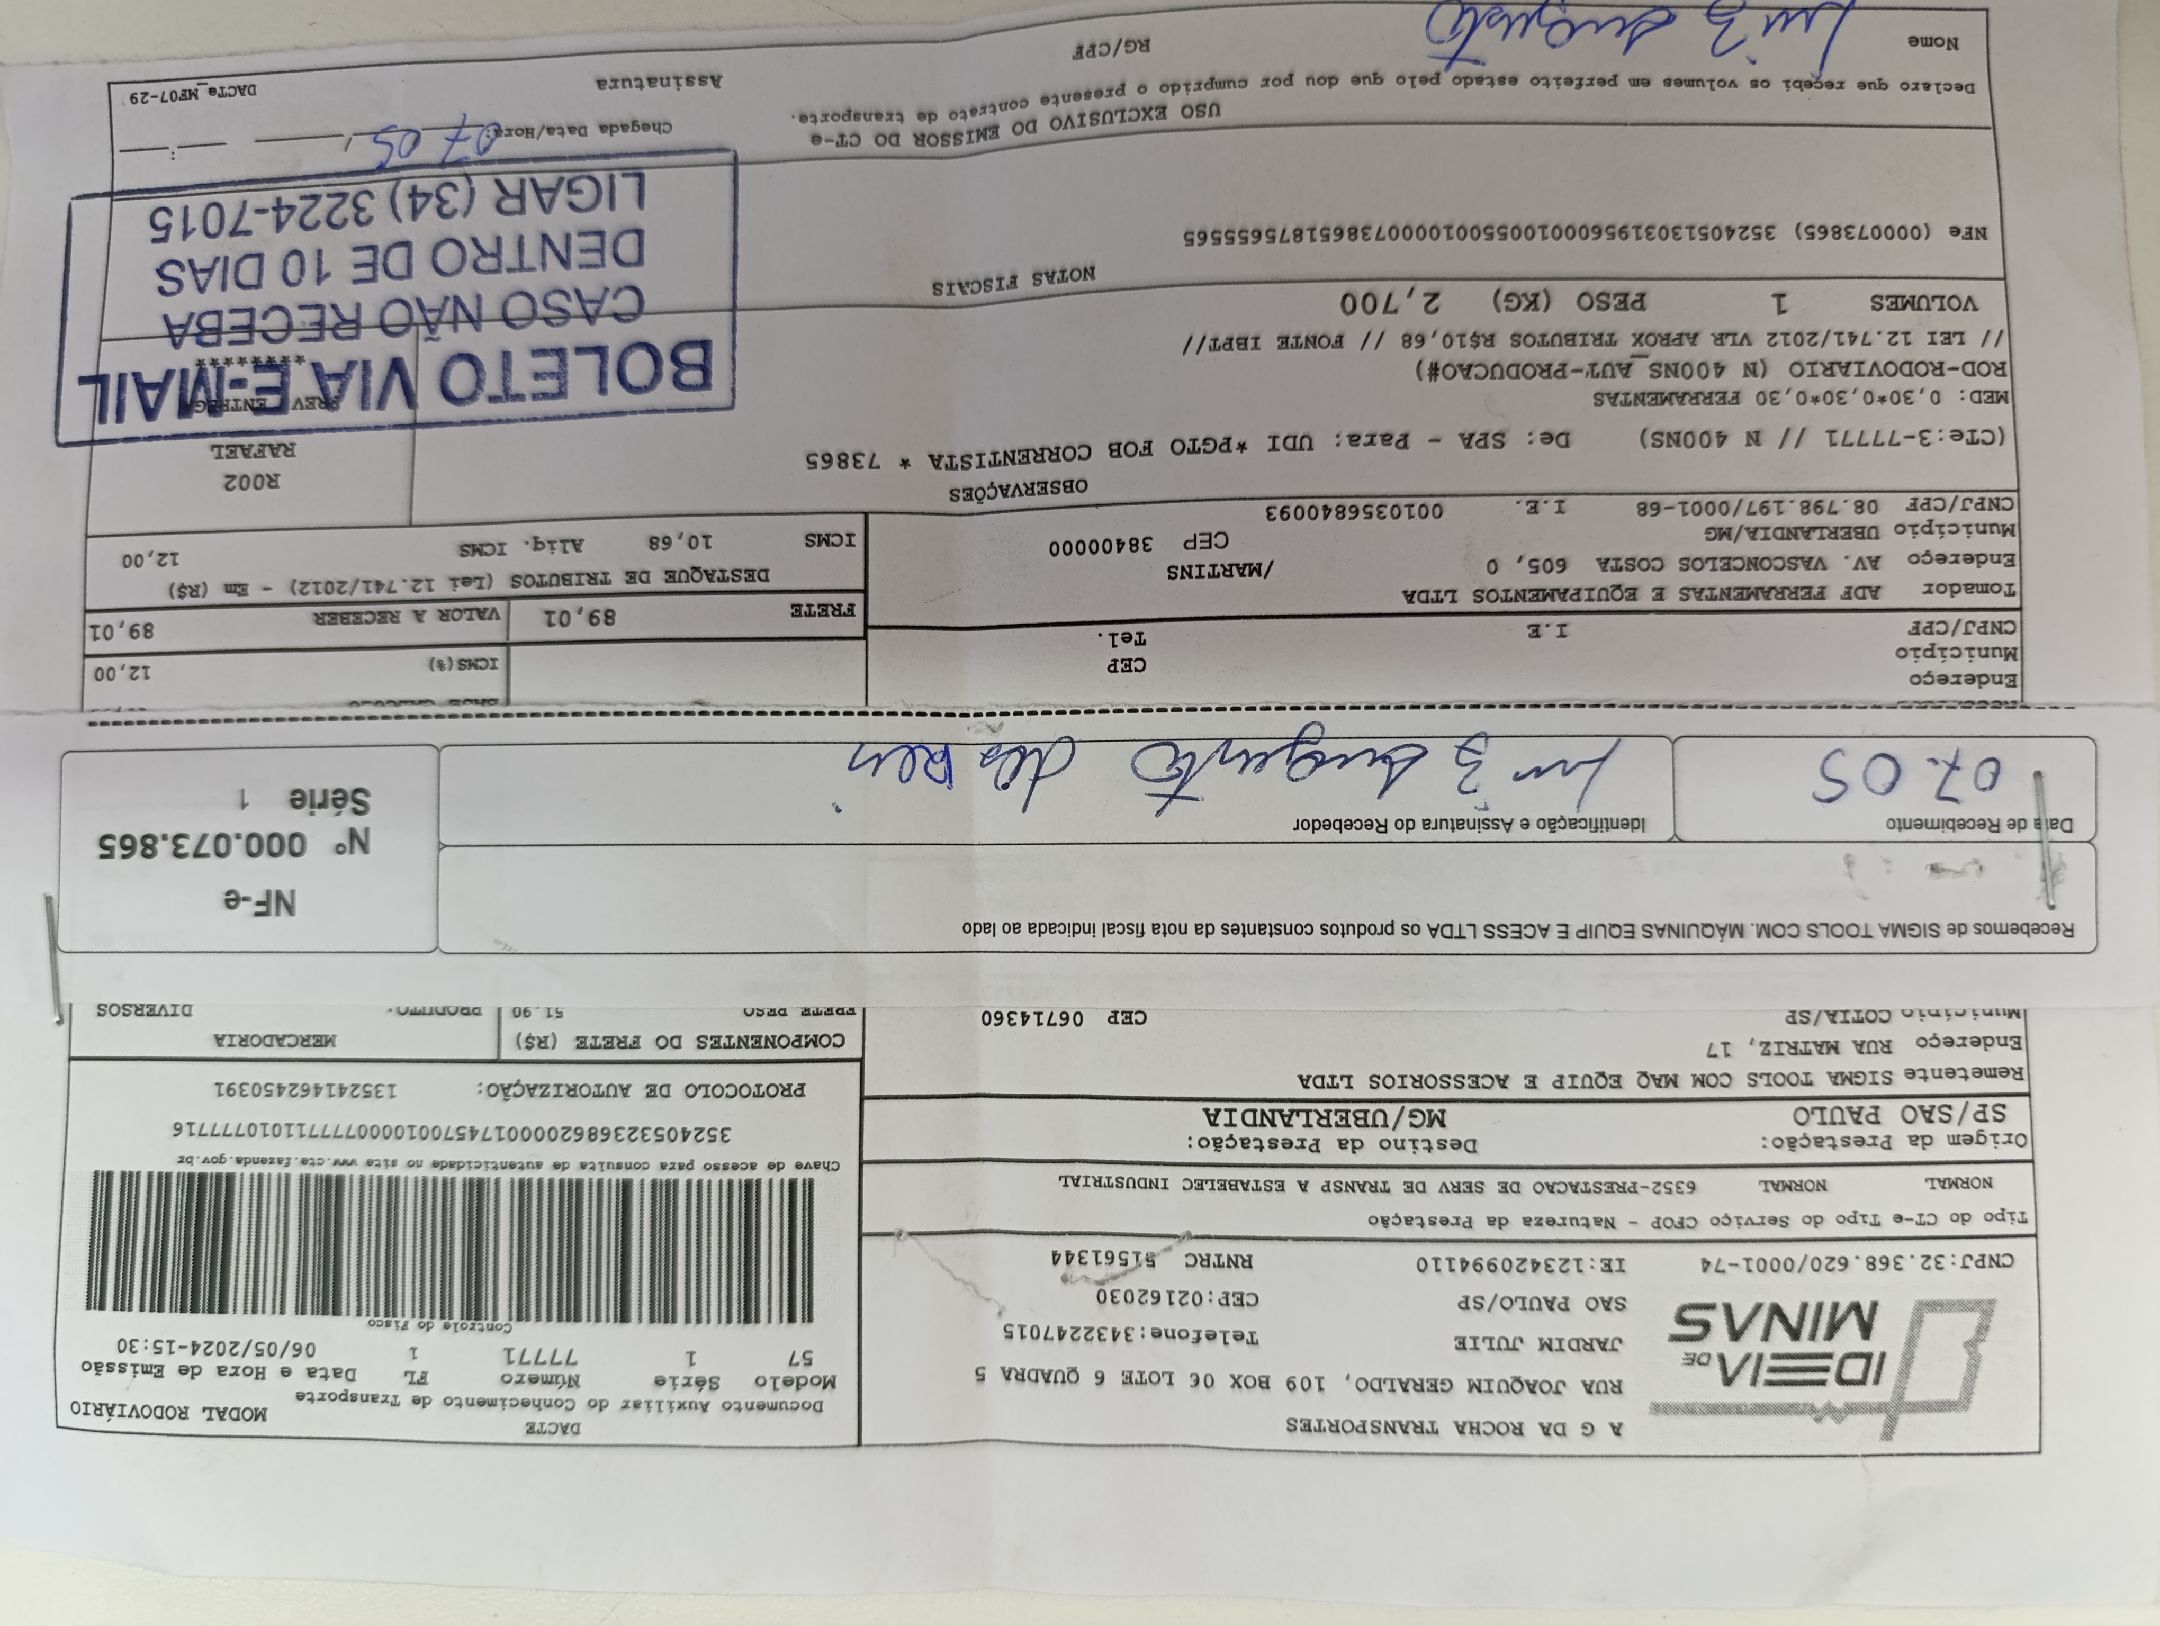 A G DA ROCHA TRANSPORTES
RUA JOAQUIM GERALDO, 109 BOX 06 LOTE 6 QUADRA 5
JARDIM JULIE Telefone:3432247015
SAO PAULO/SP CEP:02162030
CNPJ:32.368.620/0001-74 IE:123420994110 RNTRC 51561344
IDEIA DE
MINAS
DACTE
Documento Auxiliar do Conhecimento de Transporte
MODAL RODOVIÁRIO
Modelo Série Número FL Data e Hora de Emissão
57 1 77771 1 06/05/2024-15:30
Controle do Fisco
Chave de acesso para consulta de autenticidade no site www.cte.fazenda.gov.br
35240532368620000174570010000777711010777716
PROTOCOLO DE AUTORIZAÇÃO: 135241462450391
Tipo do CT-e Tipo do Serviço CFOP - Natureza da Prestação
NORMAL NORMAL 6352-PRESTACAO DE SERV DE TRANSP A ESTABELEC INDUSTRIAL
Origem da Prestação: Destino da Prestação:
SP/SAO PAULO MG/UBERLANDIA
Remetente SIGMA TOOLS COM MAQ EQUIP E ACESSORIOS LTDA
Endereço RUA MATRIZ, 17
Município COTIA/SP CEP 06714360
COMPONENTES DO FRETE (R$) MERCADORIA
FRETE PESO 51,90 PRODUTO. DIVERSOS
Recebemos de SIGMA TOOLS COM. MÁQUINAS EQUIP E ACESS LTDA os produtos constantes da nota fiscal indicada ao lado
NF-e
Nº 000.073.865
Série 1
Data de Recebimento Identificação e Assinatura do Recebedor
07.05 Luiz Augusto dos Reis
BASE CALCULO
Endereço
Município CEP
CNPJ/CPF I.E Tel.
ICMS(%) 12,00
FRETE 89,01 VALOR A RECEBER 89,01
Tomador ADF FERRAMENTAS E EQUIPAMENTOS LTDA
Endereço AV. VASCONCELOS COSTA 605, 0 /MARTINS
Município UBERLANDIA/MG CEP 38400000
CNPJ/CPF 08.798.197/0001-68 I.E. 0010356840093
DESTAQUE DE TRIBUTOS (Lei 12.741/2012) - Em (R$)
ICMS 10,68 Aliq. ICMS 12,00
OBSERVAÇÕES
(CTe:3-77771 // N 400NS) De: SPA - Para: UDI *PGTO FOB CORRENTISTA * 73865
MED: 0,30*0,30*0,30 FERRAMENTAS
ROD-RODOVIARIO (N 400NS_AUT-PRODUCAO#)
// LEI 12.741/2012 VLR APROX TRIBUTOS R$10,68 // FONTE IBPT//
R002
RAFAEL
PREV ENTREGA
********
VOLUMES 1 PESO (KG) 2,700
NOTAS FISCAIS
NFe (000073865) 35240513031956000100550010000738651875655565
BOLETO VIA E-MAIL
CASO NÃO RECEBA
DENTRO DE 10 DIAS
LIGAR (34) 3224-7015
USO EXCLUSIVO DO EMISSOR DO CT-e
Declaro que recebi os volumes em perfeito estado pelo que dou por cumprido o presente contrato de transporte.
Chegada Data/Hora: 07 05
Nome Luiz Augusto RG/CPF Assinatura
DACTe_MF07-29